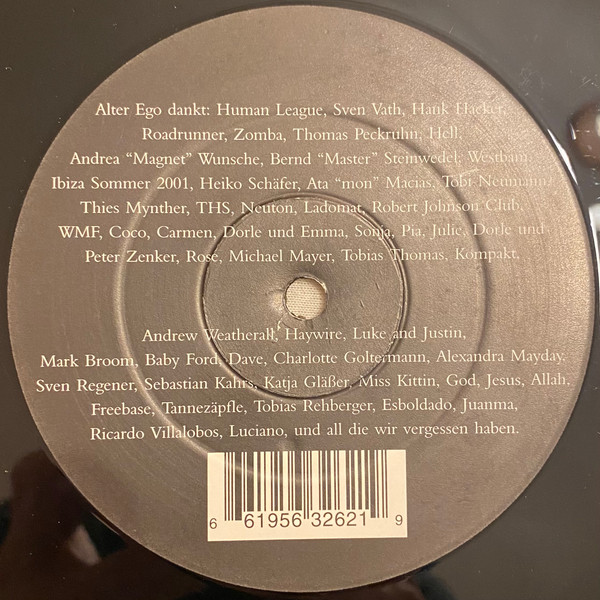 Alter Ego dankt: Human League, Sven Vath, Hank Hacker,
Roadrunner, Zomba, Thomas Peckruhn, Hell,
Andrea “Magnet” Wunsche, Bernd “Master” Steinwedel, Westbam,
Ibiza Sommer 2001, Heiko Schäfer, Ata “mon” Macias, Tobi Neumann,
Thies Mynther, THS, Neuton, Ladomat, Robert Johnson Club,
WMF, Coco, Carmen, Dorle und Emma, Sonja, Pia, Julie, Dorle und
Peter Zenker, Rose, Michael Mayer, Tobias Thomas, Kompakt,
Andrew Weatherall, Haywire, Luke and Justin,
Mark Broom, Baby Ford, Dave, Charlotte Goltermann, Alexandra Mayday,
Sven Regener, Sebastian Kahrs, Katja Gläßer, Miss Kittin, God, Jesus, Allah,
Freebase, Tannezäpfle, Tobias Rehberger, Esboldado, Juanma,
Ricardo Villalobos, Luciano, und all die wir vergessen haben.
6 61956 32621 9